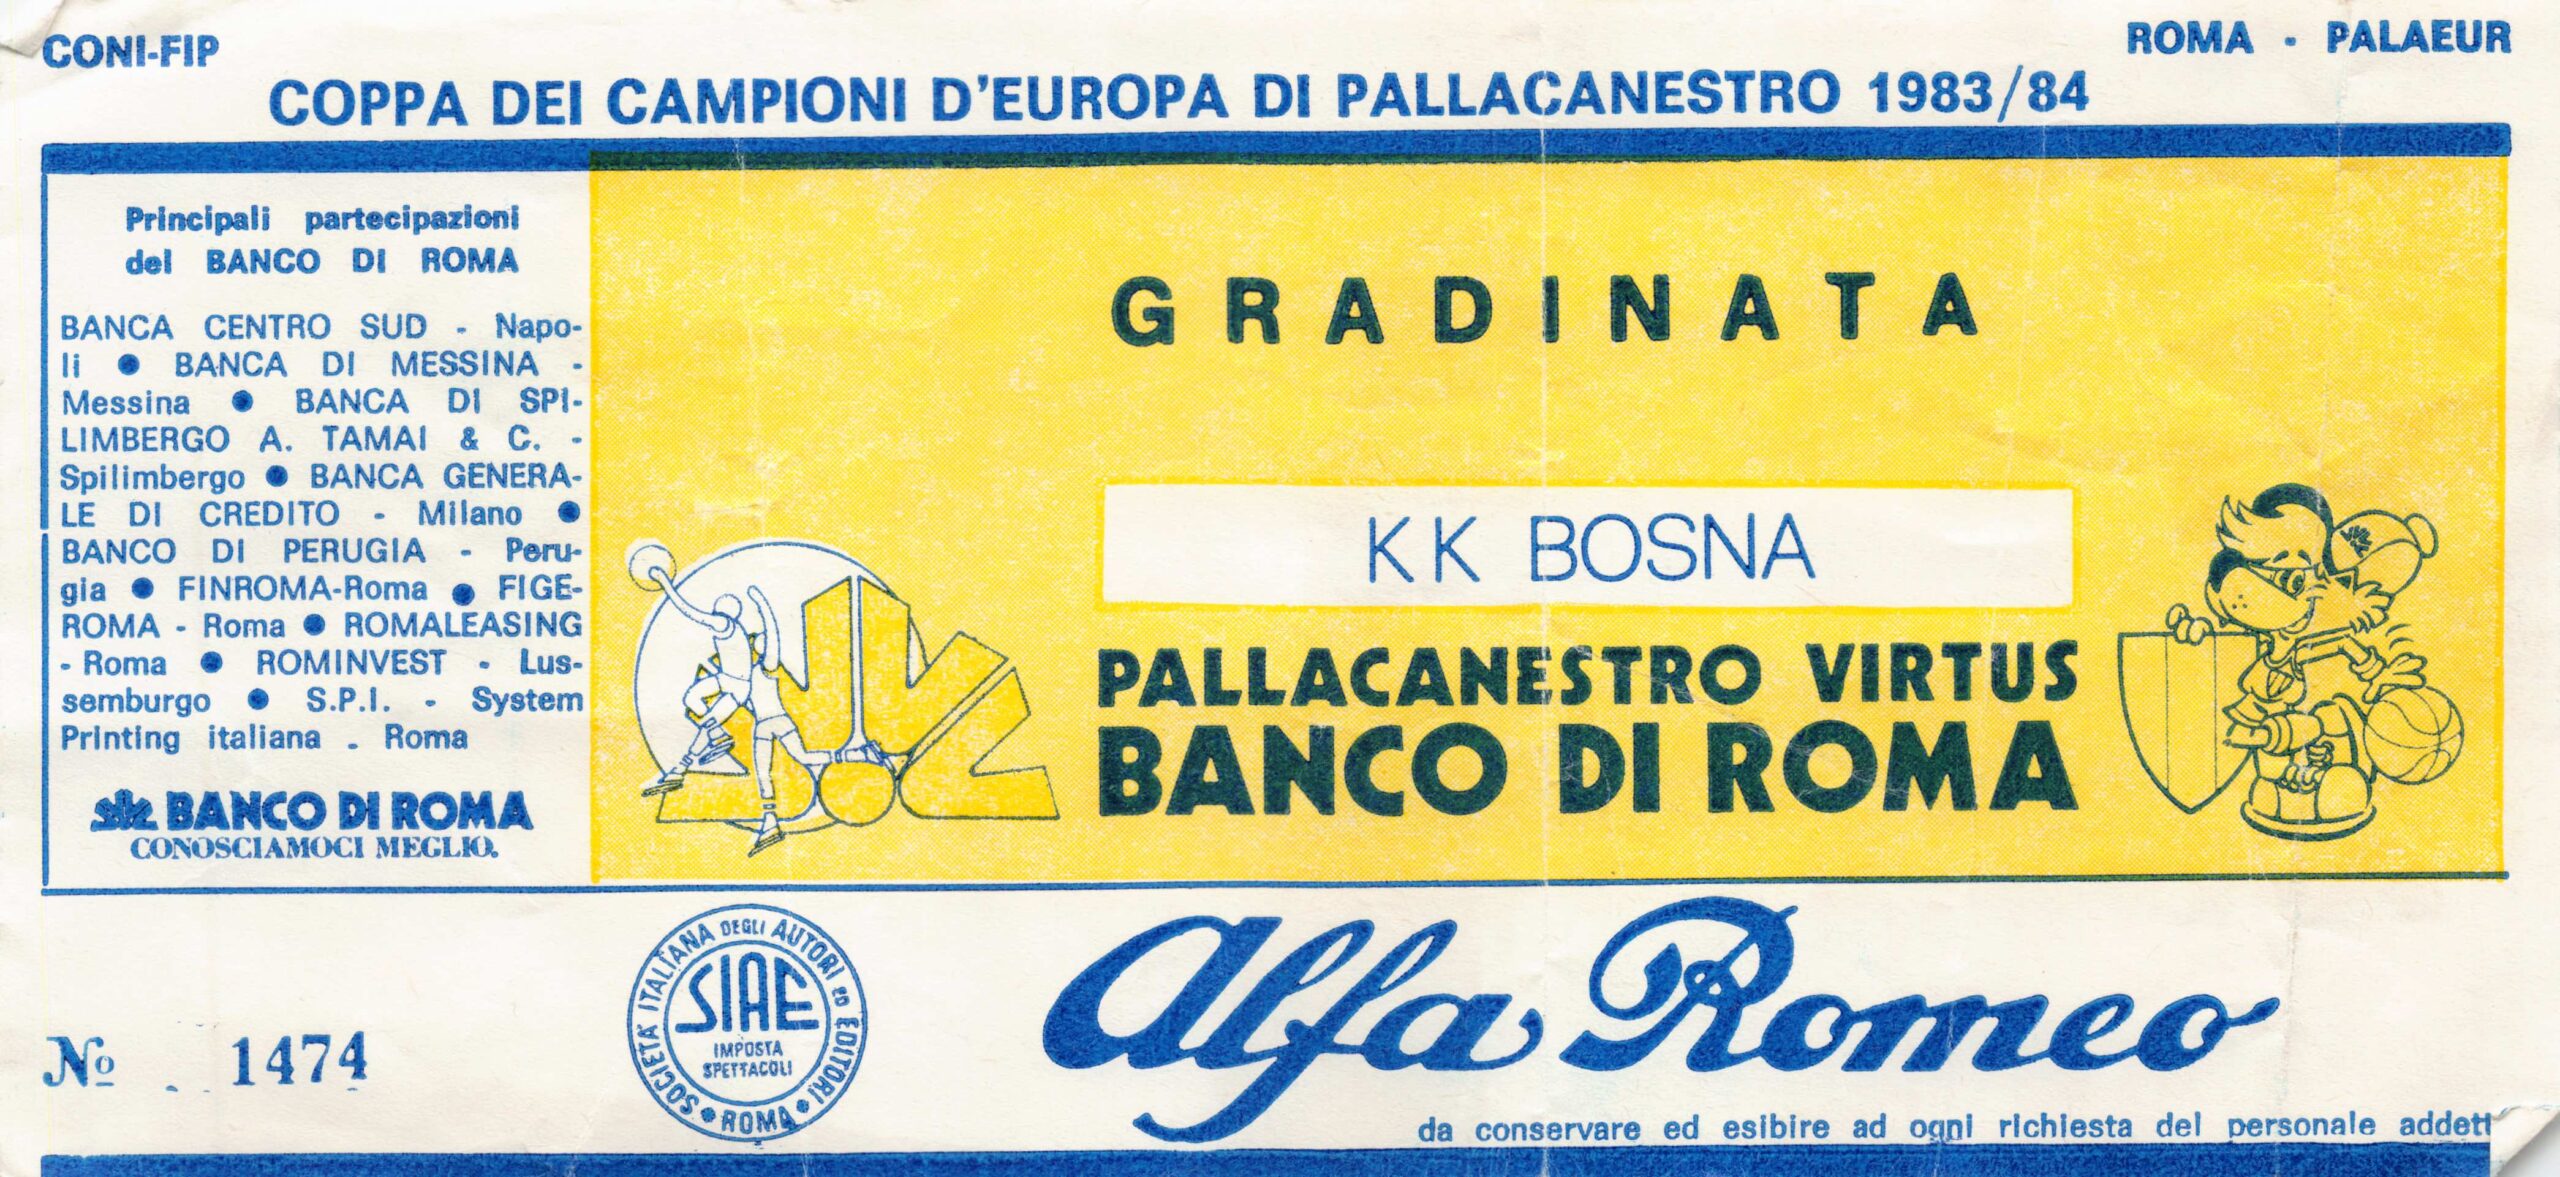 CONI-FIP
ROMA - PALAEUR
COPPA DEI CAMPIONI D'EUROPA DI PALLACANESTRO 1983/84
Principali partecipazioni
del BANCO DI ROMA
BANCA CENTRO SUD - Napo-
li ● BANCA DI MESSINA -
Messina ● BANCA DI SPI-
LIMBERGO A. TAMAI & C. -
Spilimbergo ● BANCA GENERA-
LE DI CREDITO - Milano ●
BANCO DI PERUGIA - Peru-
gia ● FINROMA-Roma ● FIGE-
ROMA - Roma ● ROMALEASING
- Roma ● ROMINVEST - Lus-
semburgo ● S.P.I. - System
Printing italiana - Roma
BANCO DI ROMA
CONOSCIAMOCI MEGLIO.
GRADINATA
KK BOSNA
PALLACANESTRO VIRTUS
BANCO DI ROMA
Nº 1474
SOCIETÀ ITALIANA DEGLI AUTORI ED EDITORI
SIAE
IMPOSTA
SPETTACOLI
• ROMA •
Alfa Romeo
da conservare ed esibire ad ogni richiesta del personale addett